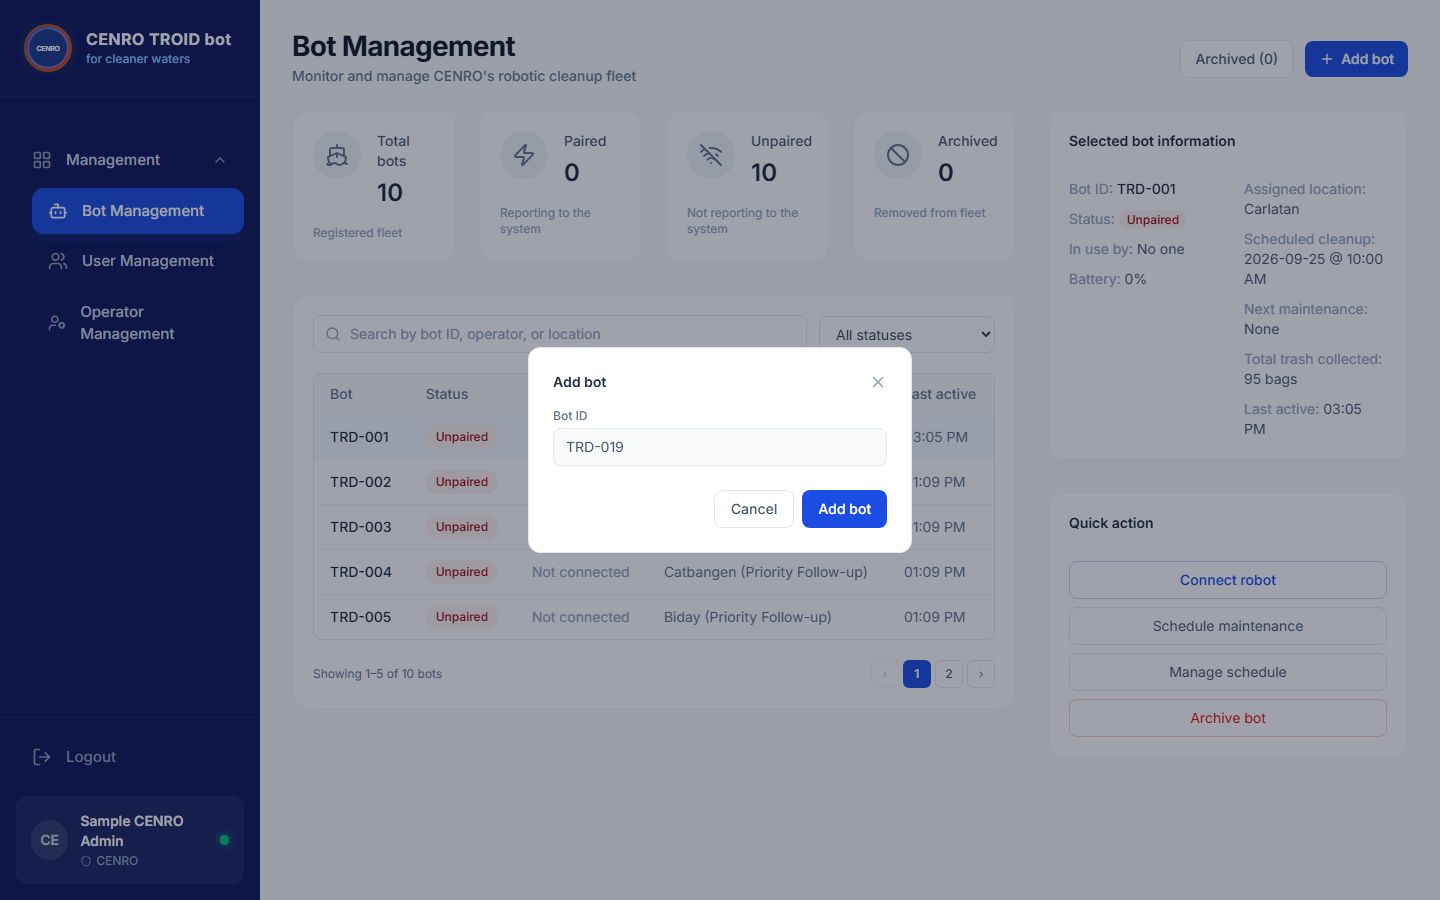 CENRO
CENRO TROID bot
for cleaner waters
Management
Bot Management
User Management
Operator
Management
Logout
CE
Sample CENRO
Admin
CENRO
Bot Management
Monitor and manage CENRO's robotic cleanup fleet
Archived (0)
+ Add bot
Total
bots
10
Registered fleet
Paired
0
Reporting to the
system
Unpaired
10
Not reporting to the
system
Archived
0
Removed from fleet
Search by bot ID, operator, or location
All statuses
Bot Status ast active
TRD-001 Unpaired 3:05 PM
TRD-002 Unpaired 1:09 PM
TRD-003 Unpaired 1:09 PM
TRD-004 Unpaired Not connected Catbangen (Priority Follow-up) 01:09 PM
TRD-005 Unpaired Not connected Biday (Priority Follow-up) 01:09 PM
Showing 1–5 of 10 bots
‹ 1 2 ›
Add bot
Bot ID
TRD-019
Cancel
Add bot
Selected bot information
Bot ID: TRD-001
Status: Unpaired
In use by: No one
Battery: 0%
Assigned location:
Carlatan
Scheduled cleanup:
2026-09-25 @ 10:00
AM
Next maintenance:
None
Total trash collected:
95 bags
Last active: 03:05
PM
Quick action
Connect robot
Schedule maintenance
Manage schedule
Archive bot